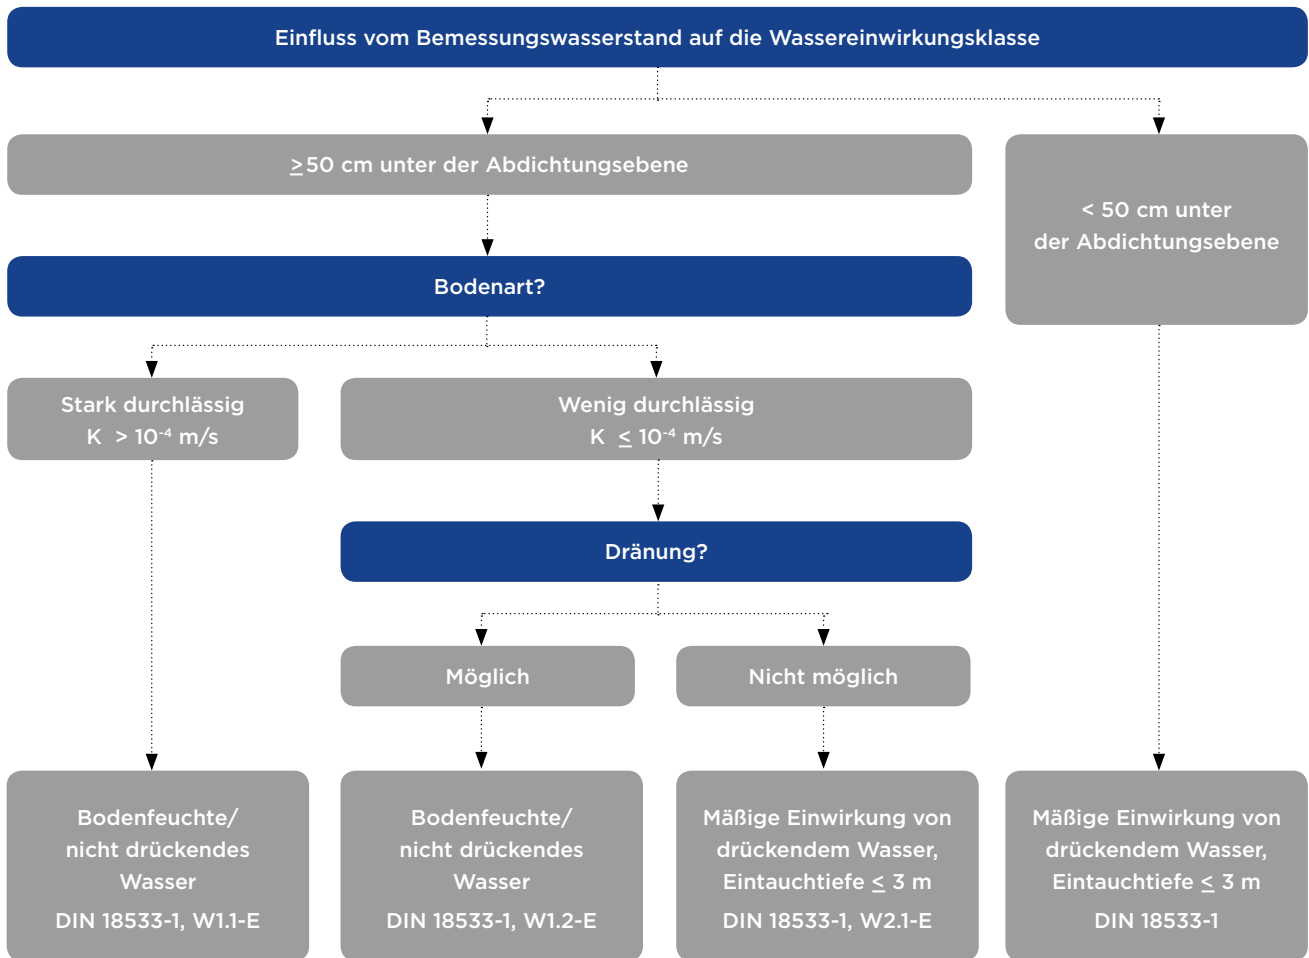 Einfluss vom Bemessungswasserstand auf die Wassereinwirkungsklasse
≥50 cm unter der Abdichtungsebene
< 50 cm unter
der Abdichtungsebene
Bodenart?
Stark durchlässig
K > 10⁻⁴ m/s
Wenig durchlässig
K ≤ 10⁻⁴ m/s
Dränung?
Möglich
Nicht möglich
Bodenfeuchte/
nicht drückendes
Wasser
DIN 18533-1, W1.1-E
Bodenfeuchte/
nicht drückendes
Wasser
DIN 18533-1, W1.2-E
Mäßige Einwirkung von
drückendem Wasser,
Eintauchtiefe ≤ 3 m
DIN 18533-1, W2.1-E
Mäßige Einwirkung von
drückendem Wasser,
Eintauchtiefe ≤ 3 m
DIN 18533-1